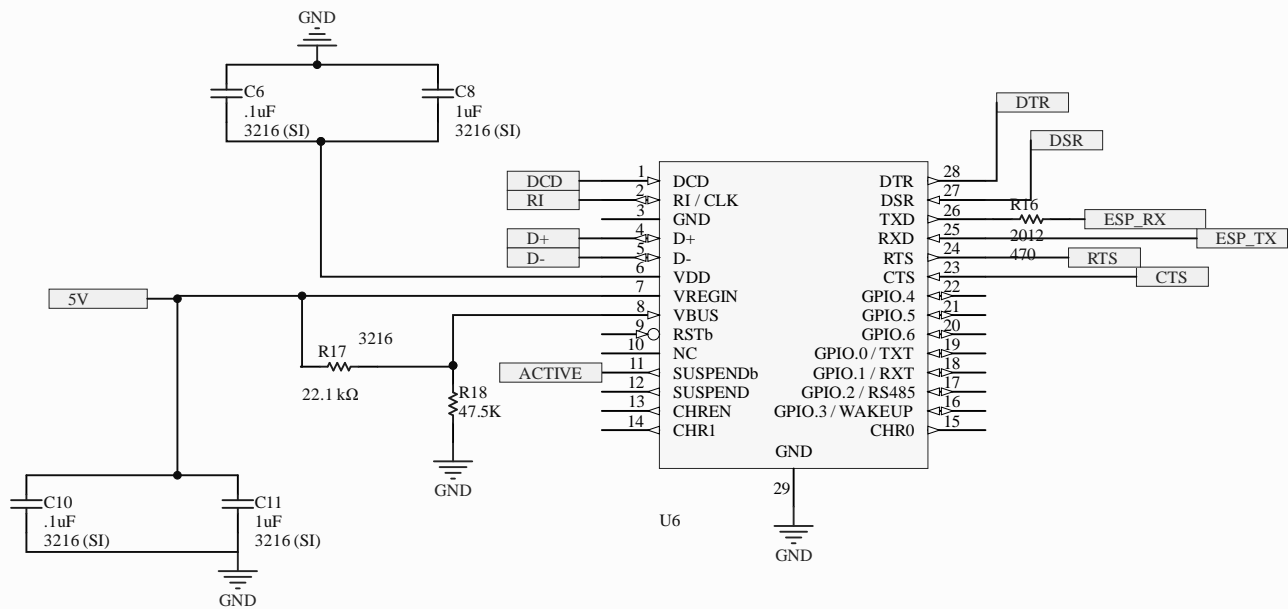 GND
C6
.1uF
3216 (SI)
C8
1uF
3216 (SI)
DTR
DSR
DCD
RI
D+
D-
5V
ACTIVE
1
2
3
4
5
6
7
8
9
10
11
12
13
14
DCD
RI / CLK
GND
D+
D-
VDD
VREGIN
VBUS
RSTb
NC
SUSPENDb
SUSPEND
CHREN
CHR1
DTR
DSR
TXD
RXD
RTS
CTS
GPIO.4
GPIO.5
GPIO.6
GPIO.0 / TXT
GPIO.1 / RXT
GPIO.2 / RS485
GPIO.3 / WAKEUP
CHR0
GND
28
27
26
25
24
23
22
21
20
19
18
17
16
15
29
R16
2012
470
ESP_RX
ESP_TX
RTS
CTS
3216
R17
22.1 kΩ
R18
47.5K
GND
U6
GND
C10
.1uF
3216 (SI)
C11
1uF
3216 (SI)
GND